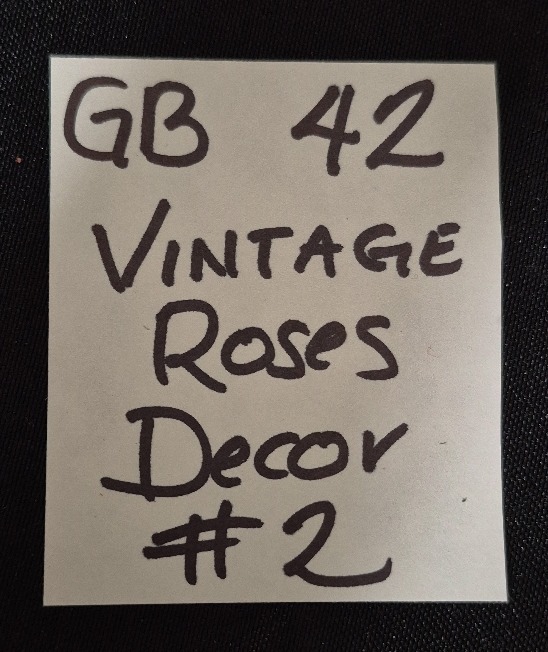 GB 42
VINTAGE
Roses
Decor
#2